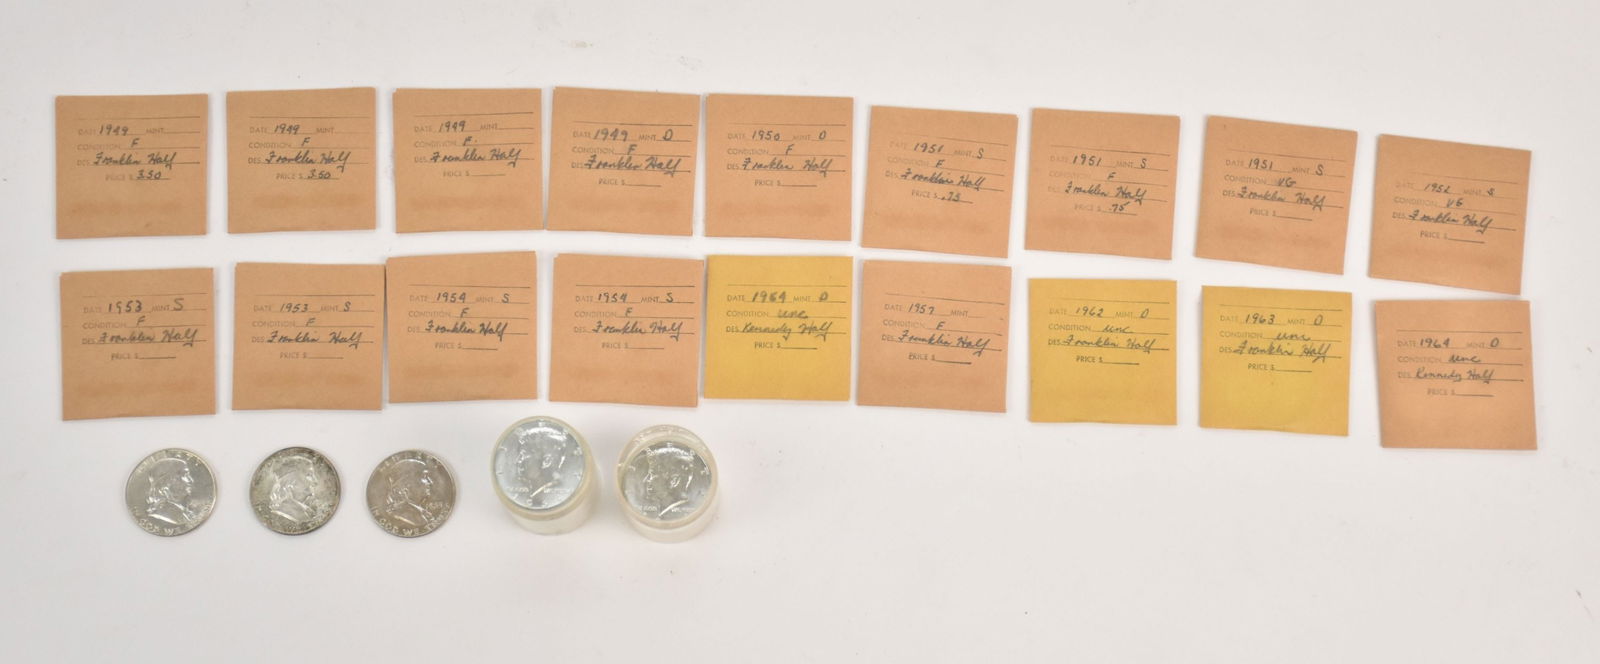 DATE 1949 MINT
CONDITION F
DES. Franklin Half
PRICE $ 3.50
DATE 1949 MINT
CONDITION F
DES. Franklin Half
PRICE $ 3.50
DATE 1949 MINT
CONDITION F.
DES. Franklin Half
PRICE $
DATE 1949 MINT D
CONDITION F
DES. Franklin Half
PRICE $
DATE 1950 MINT D
CONDITION F
DES. Franklin Half
PRICE $
DATE 1951 MINT S
CONDITION F
DES. Franklin Half
PRICE $ .75
DATE 1951 MINT S
CONDITION F
DES. Franklin Half
PRICE $ .75
DATE 1951 MINT S
CONDITION VG
DES. Franklin Half
PRICE $
DATE 1952 MINT S
CONDITION VG
DES. Franklin Half
PRICE $
DATE 1953 MINT S
CONDITION F
DES. Franklin Half
PRICE $
DATE 1953 MINT S
CONDITION F
DES. Franklin Half
PRICE $
DATE 1954 MINT S
CONDITION F
DES. Franklin Half
PRICE $
DATE 1954 MINT S
CONDITION F
DES. Franklin Half
PRICE $
DATE 1964 MINT D
CONDITION unc
DES. Kennedy Half
PRICE $
DATE 1957 MINT
CONDITION F
DES. Franklin Half
PRICE $
DATE 1962 MINT D
CONDITION unc
DES. Franklin Half
PRICE $
DATE 1963 MINT D
CONDITION unc
DES. Franklin Half
PRICE $
DATE 1964 MINT D
CONDITION unc
DES. Kennedy Half
PRICE $
LIBERTY
IN GOD WE TRUST
LIBERTY
IN GOD WE TRUST